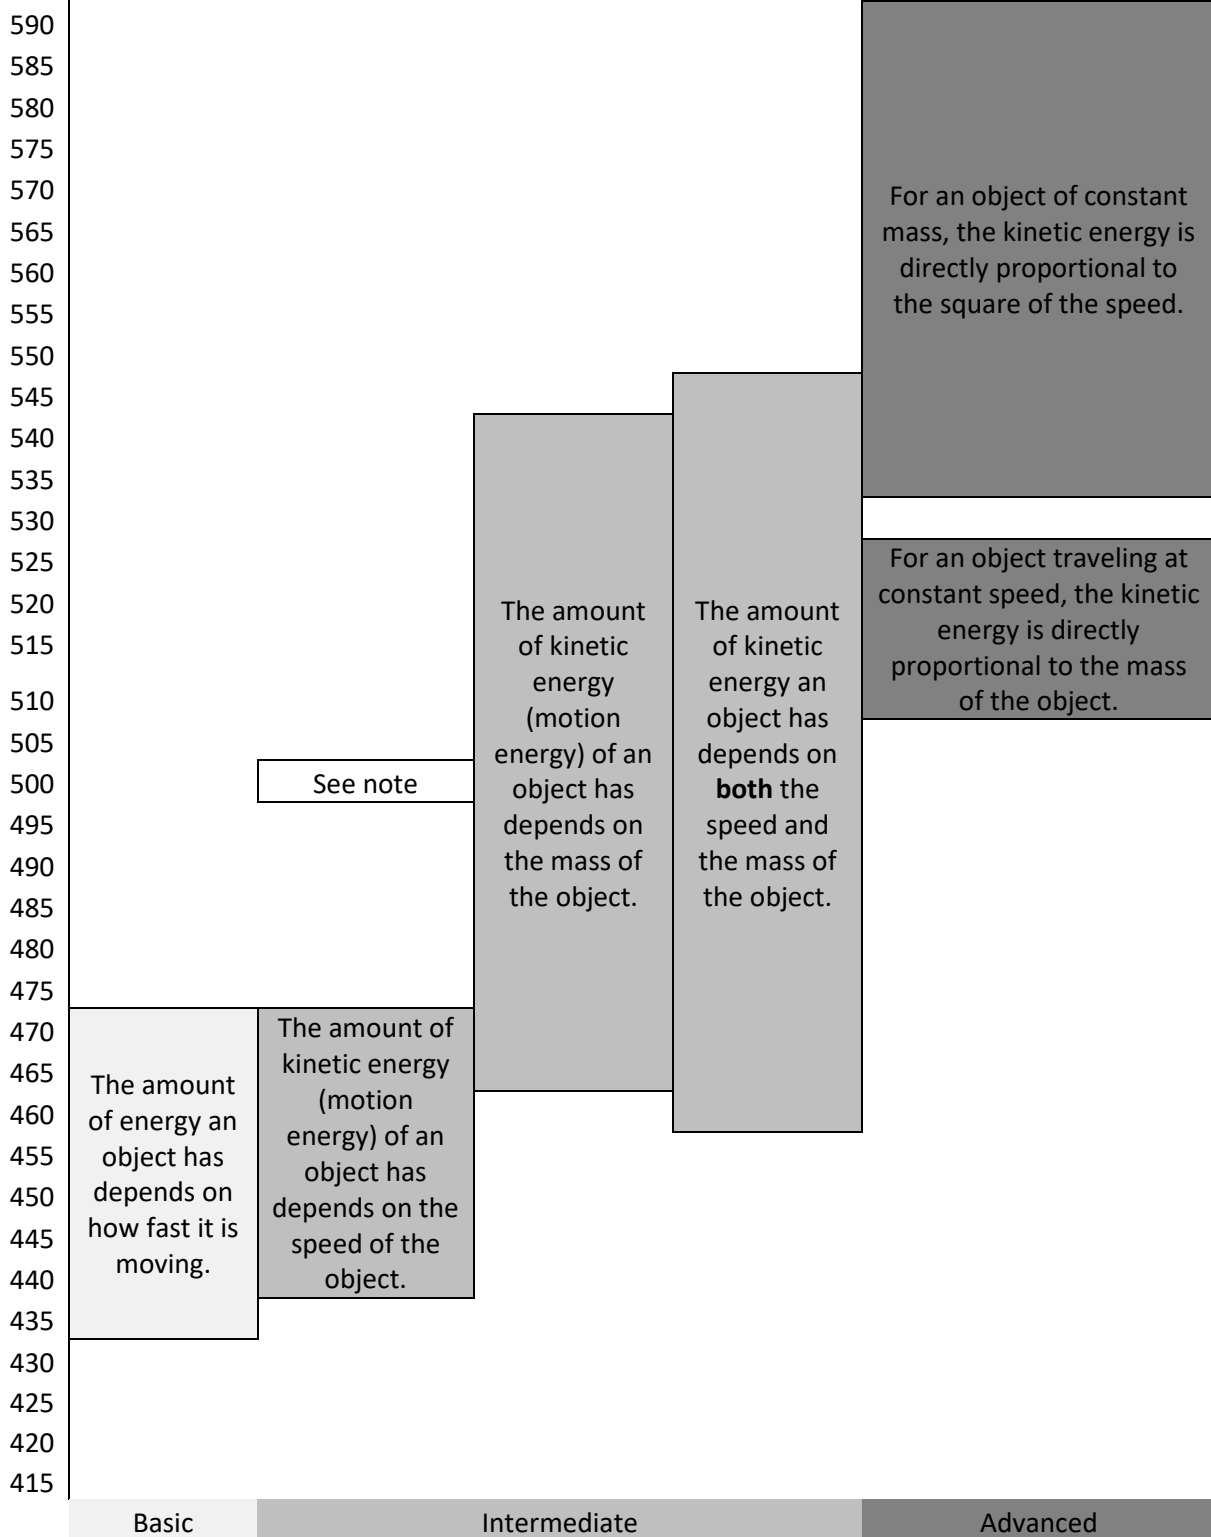 590
585
580
575
570
565
560
555
550
545
540
535
530
525
520
515
510
505
500
495
490
485
480
475
470
465
460
455
450
445
440
435
430
425
420
415
The amount
of energy an
object has
depends on
how fast it is
moving.
See note
The amount of
kinetic energy
(motion
energy) of an
object has
depends on the
speed of the
object.
The amount
of kinetic
energy
(motion
energy) of an
object has
depends on
the mass of
the object.
The amount
of kinetic
energy an
object has
depends on
both the
speed and
the mass of
the object.
For an object of constant
mass, the kinetic energy is
directly proportional to
the square of the speed.
For an object traveling at
constant speed, the kinetic
energy is directly
proportional to the mass
of the object.
Basic
Intermediate
Advanced